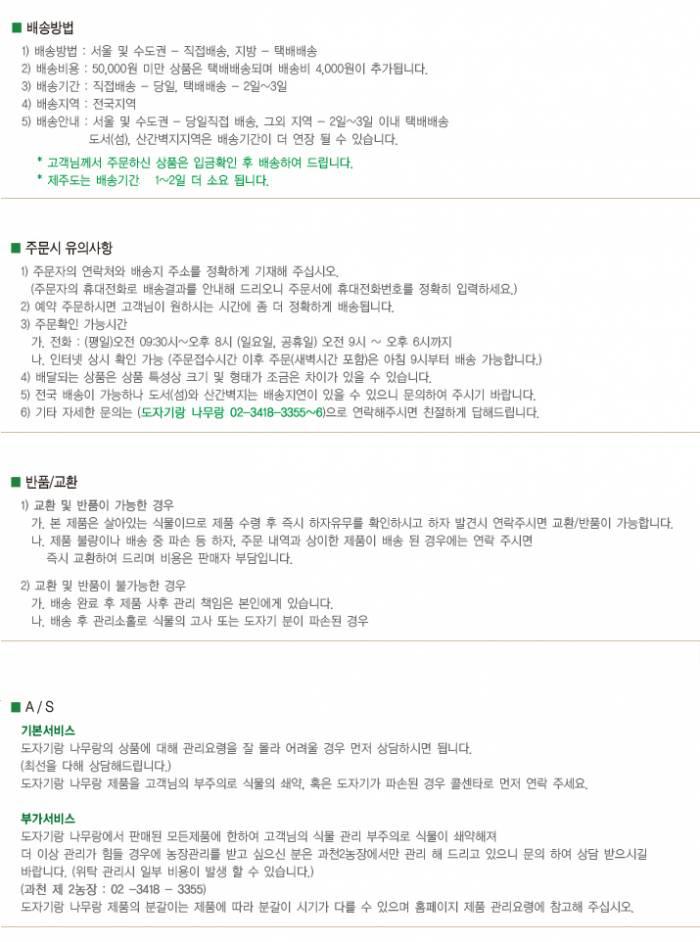 ■ 배송방법
1) 배송방법 : 서울 및 수도권 – 직접배송, 지방 – 택배배송
2) 배송비용 : 50,000원 미만 상품은 택배배송되며 배송비 4,000원이 추가됩니다.
3) 배송기간 : 직접배송 – 당일, 택배배송 – 2일~3일
4) 배송지역 : 전국지역
5) 배송안내 : 서울 및 수도권 – 당일직접 배송, 그외 지역 – 2일~3일 이내 택배배송
도서(섬), 산간벽지지역은 배송기간이 더 연장 될 수 있습니다.
* 고객님께서 주문하신 상품은 입금확인 후 배송하여 드립니다.
* 제주도는 배송기간 1~2일 더 소요 됩니다.
■ 주문시 유의사항
1) 주문자의 연락처와 배송지 주소를 정확하게 기재해 주십시오.
(주문자의 휴대전화로 배송결과를 안내해 드리오니 주문서에 휴대전화번호를 정확히 입력하세요.)
2) 예약 주문하시면 고객님이 원하시는 시간에 좀 더 정확하게 배송됩니다.
3) 주문확인 가능시간
가. 전화 : (평일)오전 09:30시~오후 8시 (일요일, 공휴일) 오전 9시 ~ 오후 6시까지
나. 인터넷 상시 확인 가능 (주문접수시간 이후 주문(새벽시간 포함)은 아침 9시부터 배송 가능합니다.)
4) 배달되는 상품은 상품 특성상 크기 및 형태가 조금은 차이가 있을 수 있습니다.
5) 전국 배송이 가능하나 도서(섬)와 산간벽지는 배송지연이 있을 수 있으니 문의하여 주시기 바랍니다.
6) 기타 자세한 문의는 (도자기랑 나무랑 02-3418-3355~6)으로 연락해주시면 친절하게 답해드립니다.
■ 반품/교환
1) 교환 및 반품이 가능한 경우
가. 본 제품은 살아있는 식물이므로 제품 수령 후 즉시 하자유무를 확인하시고 하자 발견시 연락주시면 교환/반품이 가능합니다.
나. 제품 불량이나 배송 중 파손 등 하자, 주문 내역과 상이한 제품이 배송 된 경우에는 연락 주시면
즉시 교환하여 드리며 비용은 판매자 부담입니다.
2) 교환 및 반품이 불가능한 경우
가. 배송 완료 후 제품 사후 관리 책임은 본인에게 있습니다.
나. 배송 후 관리소홀로 식물의 고사 또는 도자기 분이 파손된 경우
■ A / S
기본서비스
도자기랑 나무랑의 상품에 대해 관리요령을 잘 몰라 어려울 경우 먼저 상담하시면 됩니다.
(최선을 다해 상담해드립니다.)
도자기랑 나무랑 제품을 고객님의 부주의로 식물의 쇄약, 혹은 도자기가 파손된 경우 콜센타로 먼저 연락 주세요.
부가서비스
도자기랑 나무랑에서 판매된 모든제품에 한하여 고객님의 식물 관리 부주의로 식물이 쇄약해져
더 이상 관리가 힘들 경우에 농장관리를 받고 싶으신 분은 과천2농장에서만 관리 해 드리고 있으니 문의 하여 상담 받으시길
바랍니다. (위탁 관리시 일부 비용이 발생 할 수 있습니다.)
(과천 제 2농장 : 02 -3418 - 3355)
도자기랑 나무랑 제품의 분갈이는 제품에 따라 분갈이 시기가 다를 수 있으며 홈페이지 제품 관리요령에 참고해 주십시오.